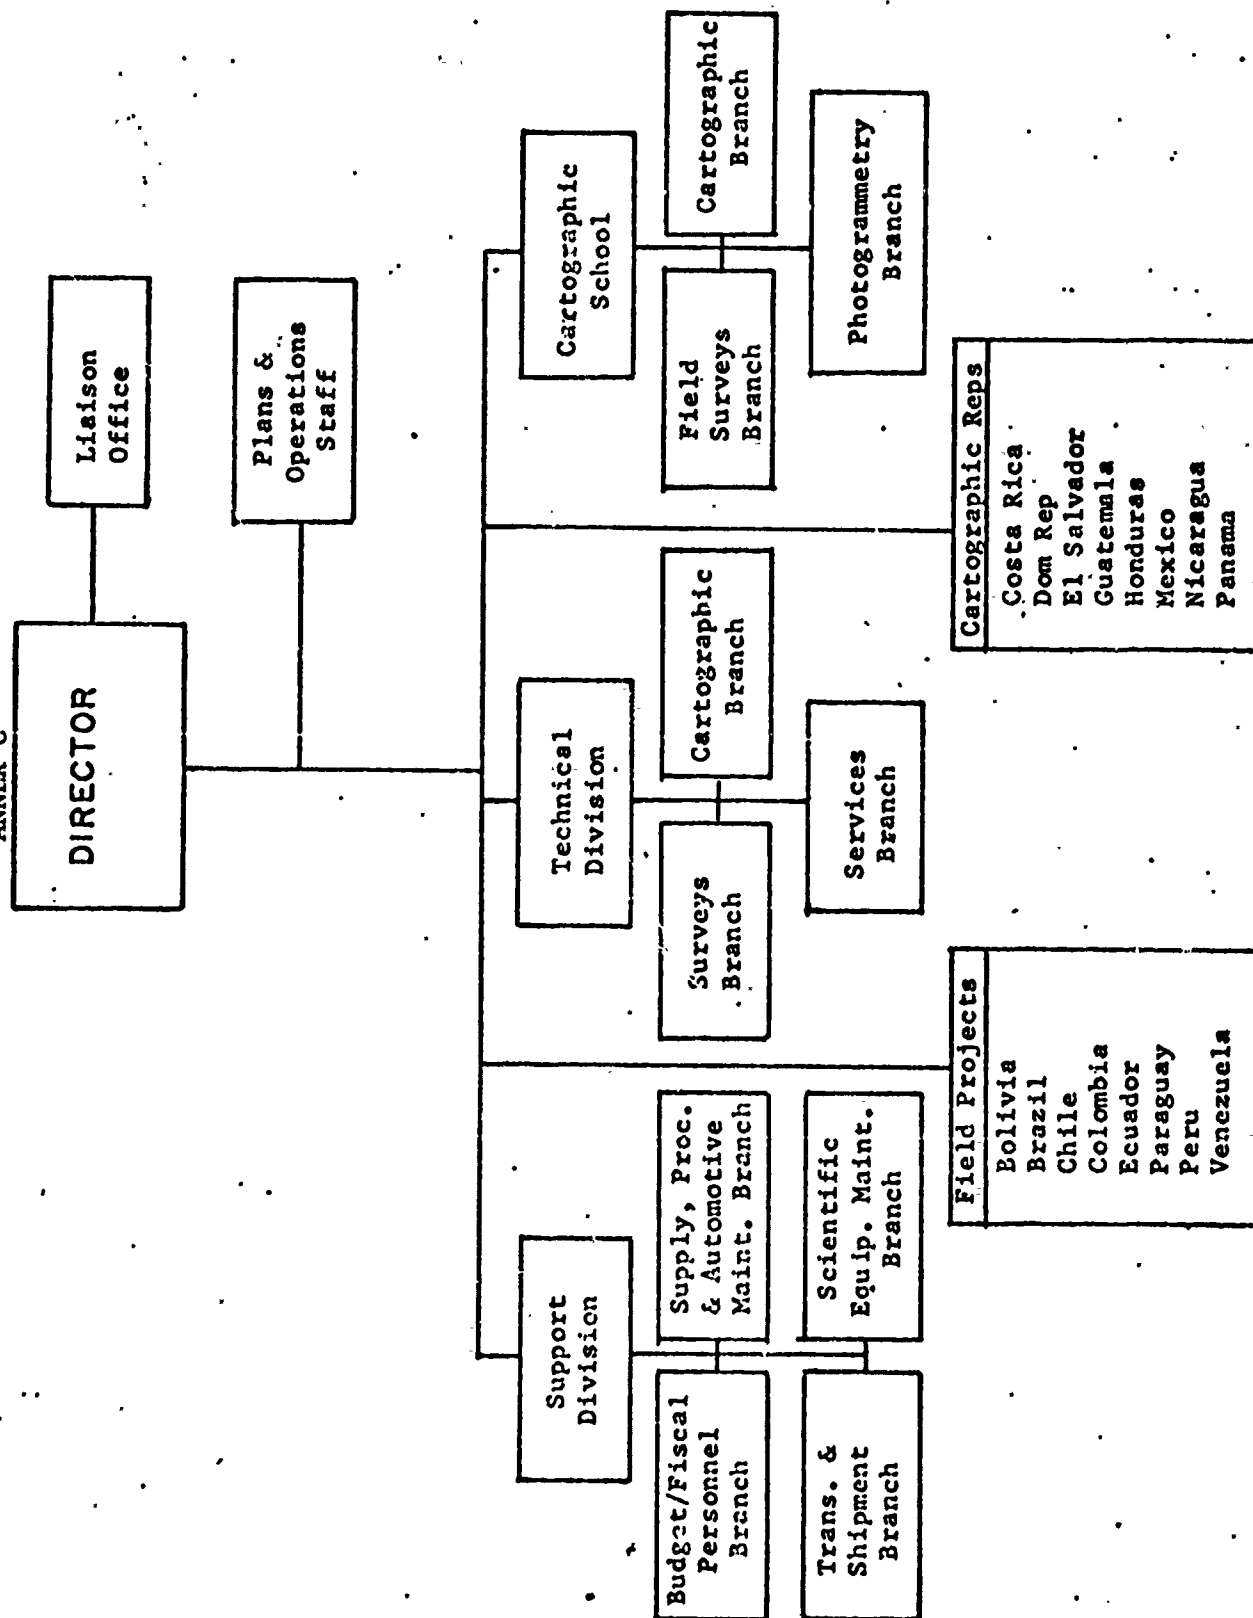 ANNEX C
DIRECTOR
Liaison
Office
Plans &
Operations
Staff
Support
Division
Technical
Division
Cartographic
School
Budget/Fiscal
Personnel
Branch
Supply, Proc.
& Automotive
Maint. Branch
Trans. &
Shipment
Branch
Scientific
Equip. Maint.
Branch
Surveys
Branch
Cartographic
Branch
Services
Branch
Field
Surveys
Branch
Cartographic
Branch
Photogrammetry
Branch
Field Projects
Bolivia
Brazil
Chile
Colombia
Ecuador
Paraguay
Peru
Venezuela
Cartographic Reps
Costa Rica
Dom Rep
El Salvador
Guatemala
Honduras
Mexico
Nicaragua
Panama